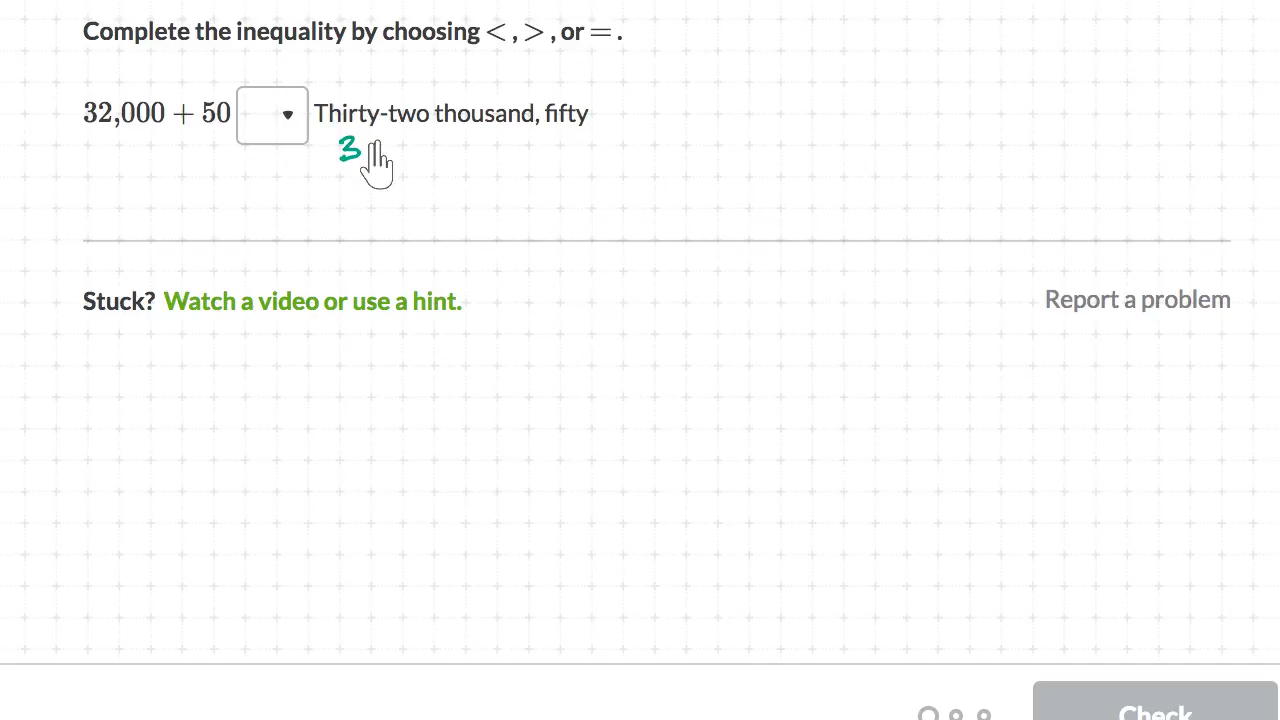 Complete the inequality by choosing <, >, or =.
32,000 + 50 Thirty-two thousand, fifty
3
Stuck? Watch a video or use a hint.
Report a problem
Check